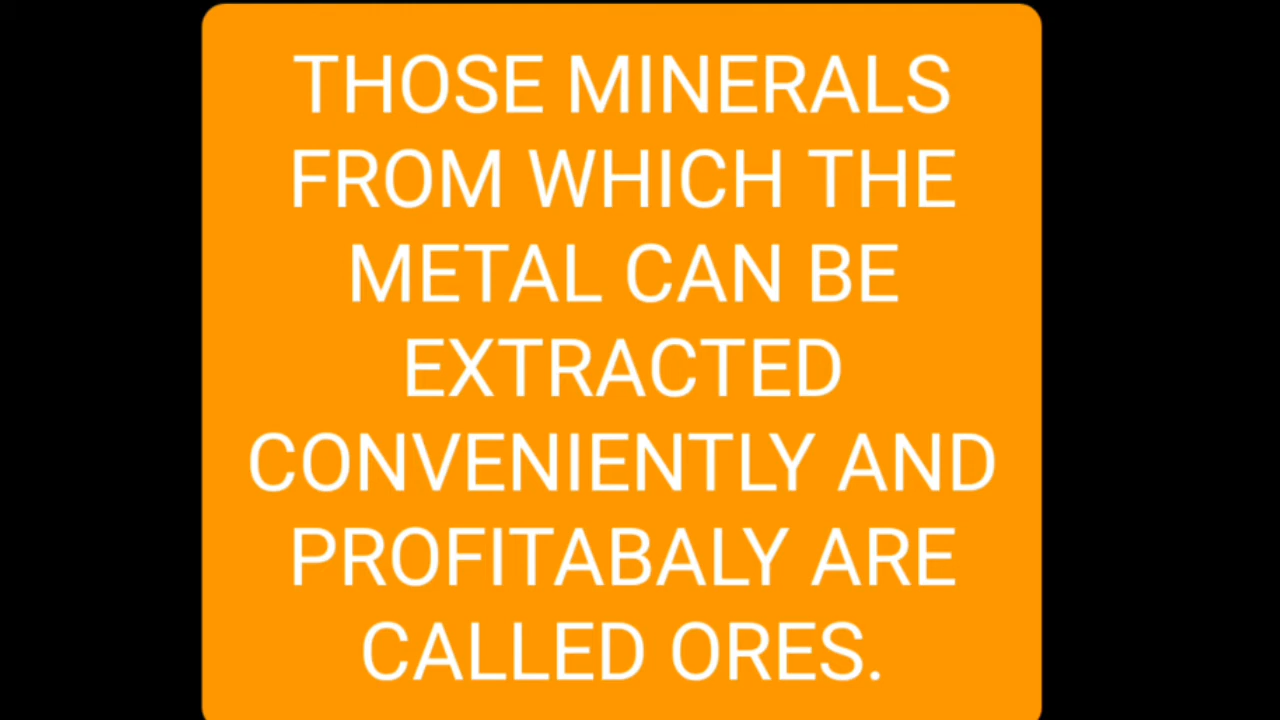 THOSE MINERALS
FROM WHICH THE
METAL CAN BE
EXTRACTED
CONVENIENTLY AND
PROFITABALY ARE
CALLED ORES.